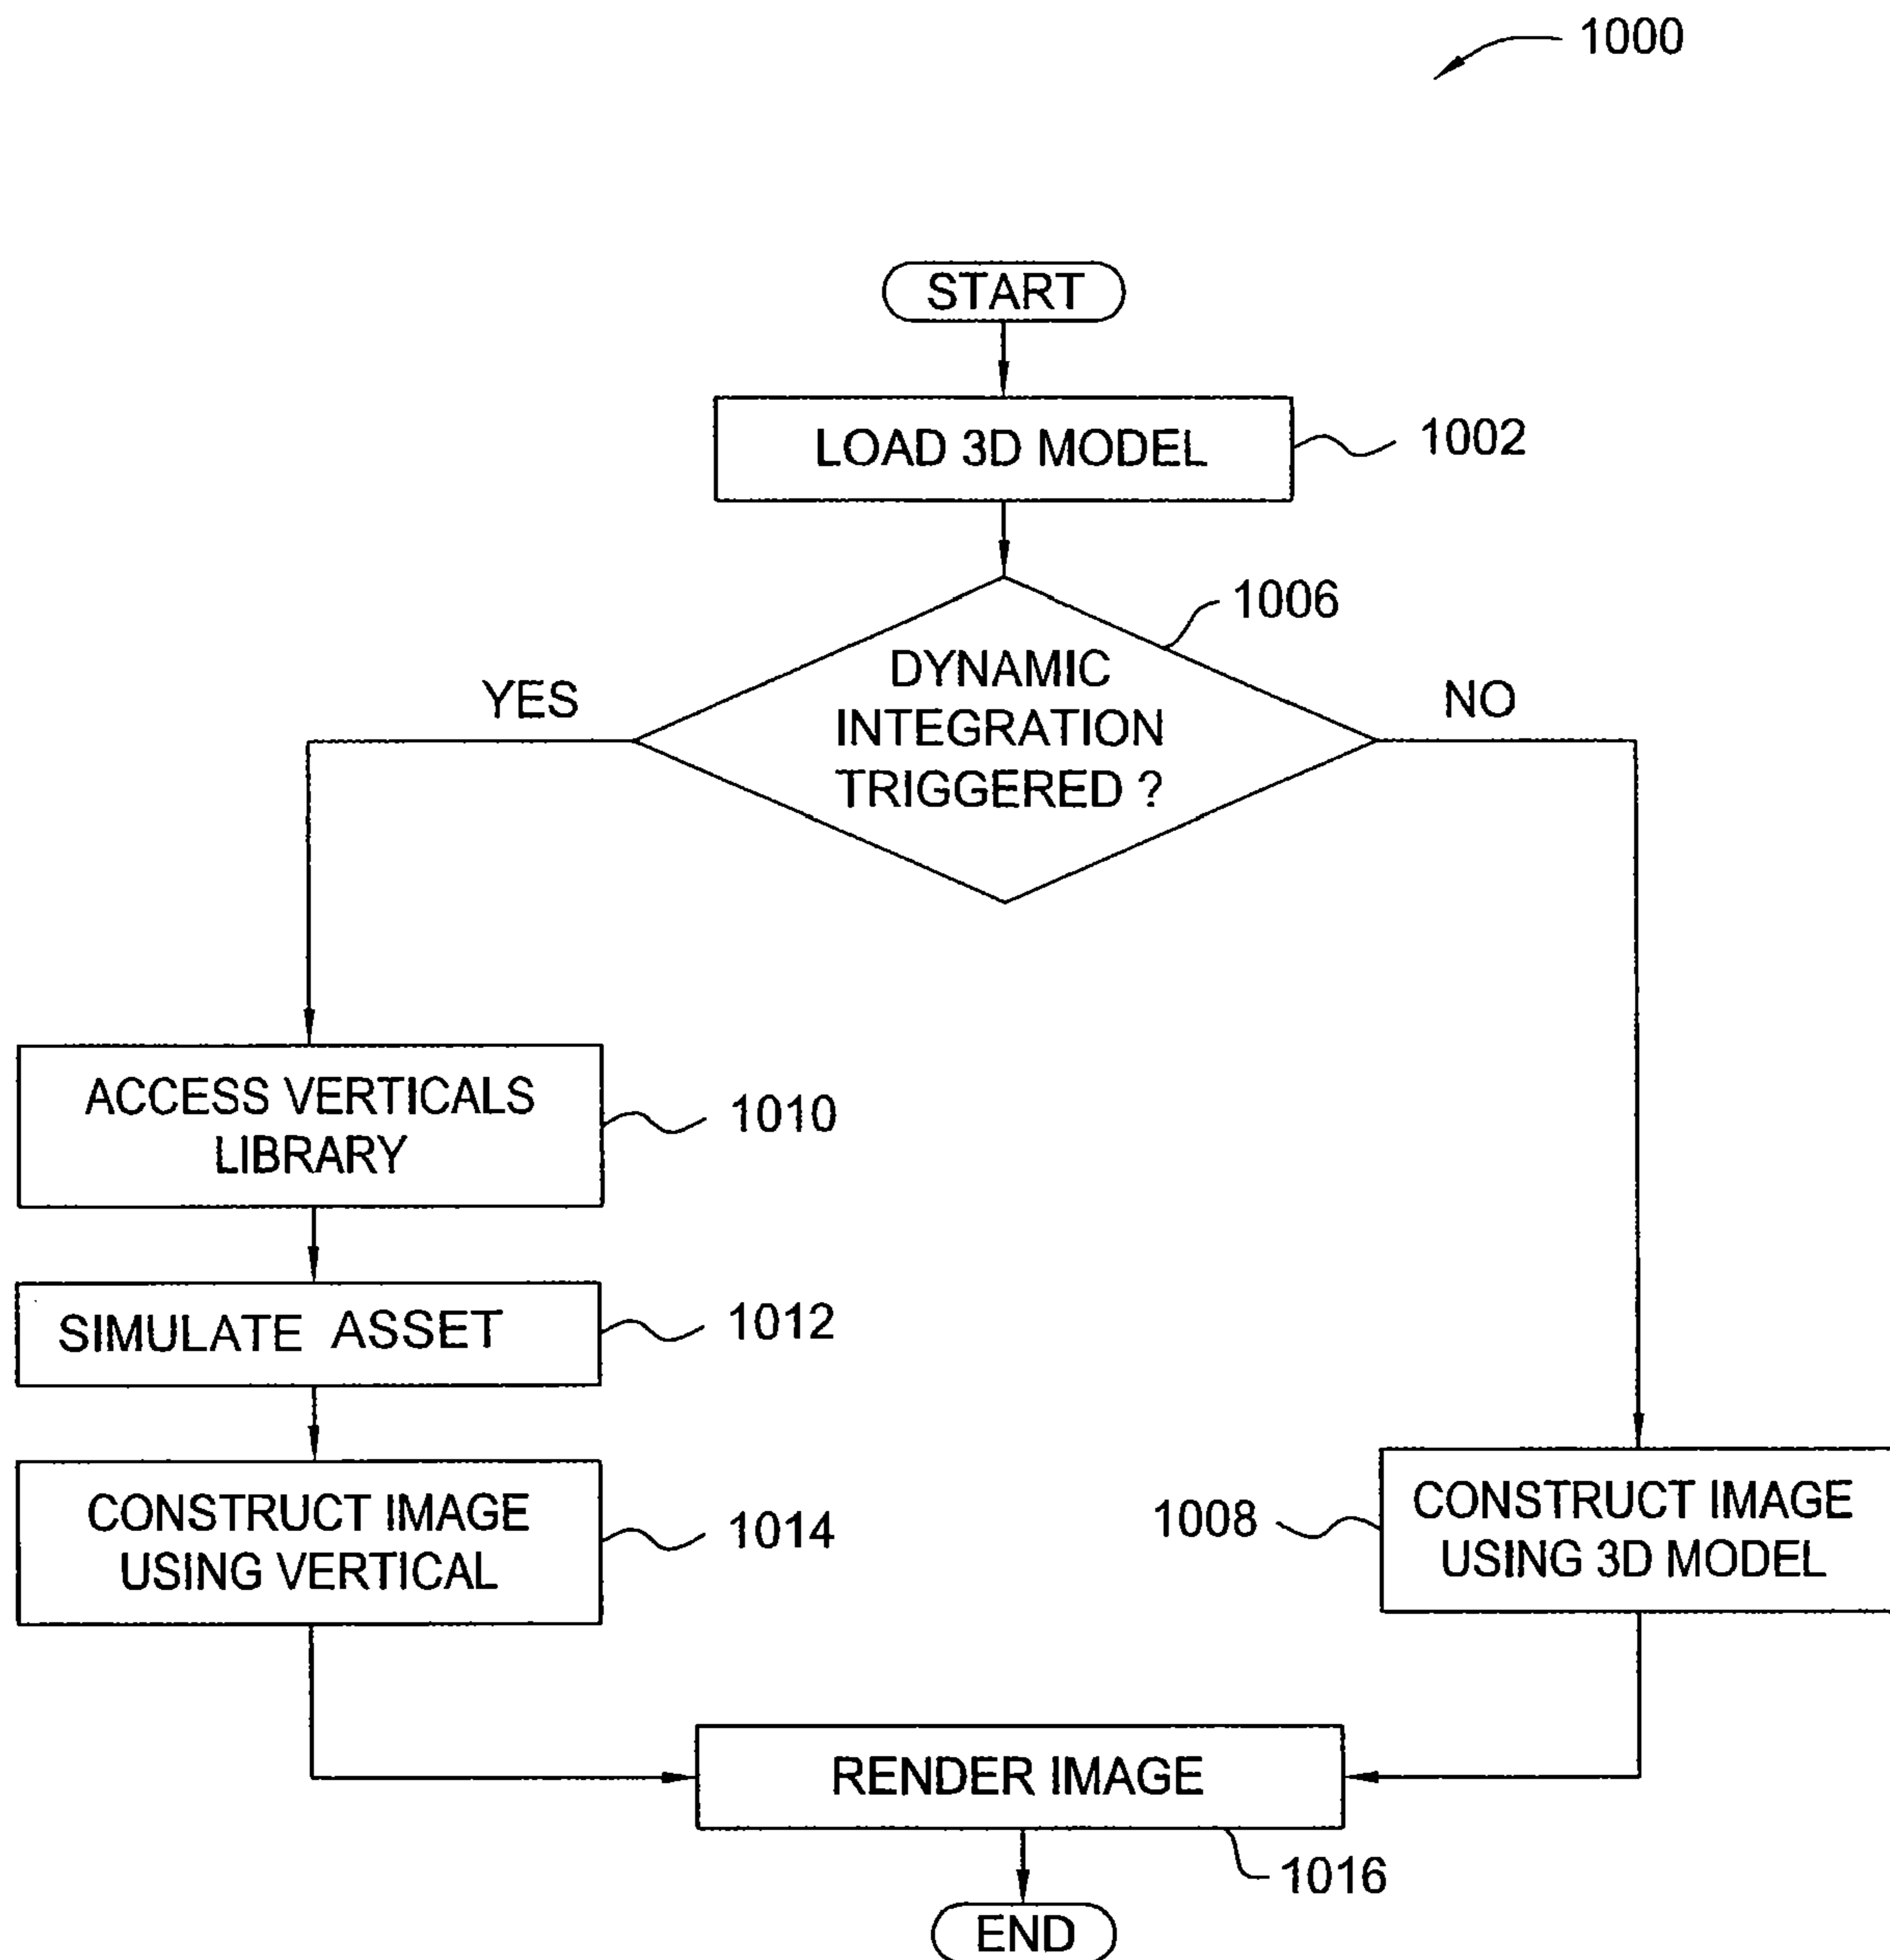 1000
START
LOAD 3D MODEL
1002
1006
DYNAMIC
INTEGRATION
TRIGGERED ?
YES
NO
ACCESS VERTICALS
LIBRARY
1010
SIMULATE ASSET
1012
CONSTRUCT IMAGE
USING VERTICAL
1014
1008
CONSTRUCT IMAGE
USING 3D MODEL
RENDER IMAGE
1016
END